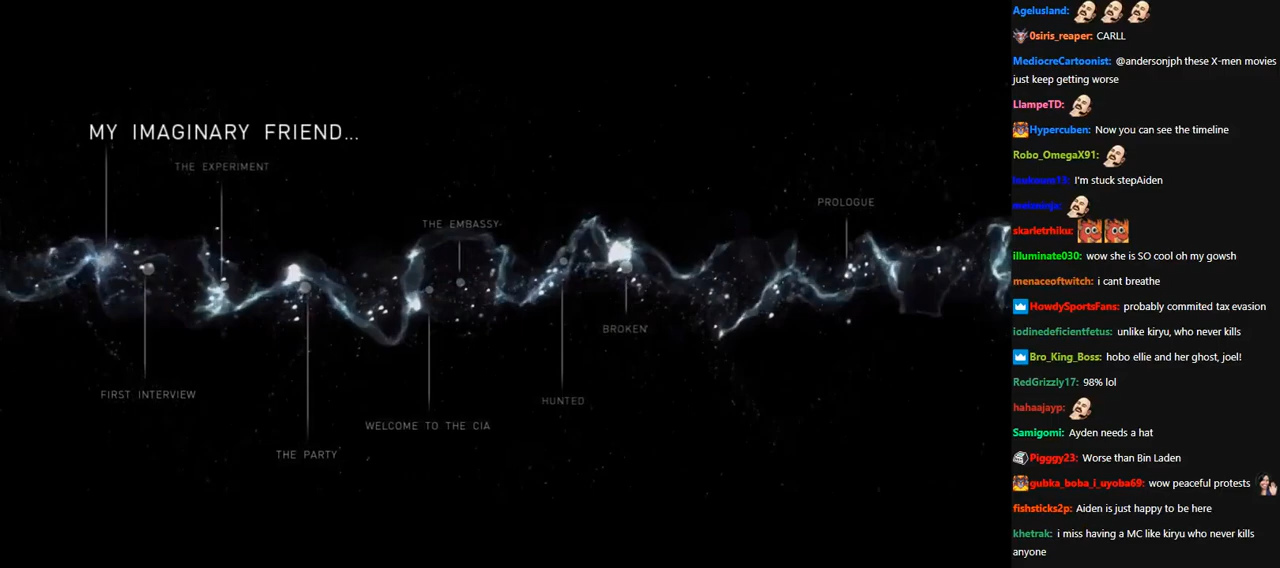 MY IMAGINARY FRIEND...
THE EXPERIMENT
PROLOGUE
THE EMBASSY
BROKEN
FIRST INTERVIEW
HUNTED
WELCOME TO THE CIA
THE PARTY
Agelusland:
0siris_reaper: CARLL
MediocreCartoonist: @andersonjph these X-men movies
just keep getting worse
LlampeTD:
Hypercuben: Now you can see the timeline
Robo_OmegaX91:
I'm stuck stepAiden
skarletrhiku:
illuminate030: wow she is SO cool oh my gowsh
menaceoftwitch: i cant breathe
HowdySportsFans: probably commited tax evasion
iodinedeficientfetus: unlike kiryu, who never kills
Bro_King_Boss: hobo ellie and her ghost, joel!
RedGrizzly17: 98% lol
hahaajayp:
Samigomi: Ayden needs a hat
Pigggy23: Worse than Bin Laden
gubka_boba_i_uyoba69: wow peaceful protests
fishsticks2p: Aiden is just happy to be here
khetrak: i miss having a MC like kiryu who never kills
anyone